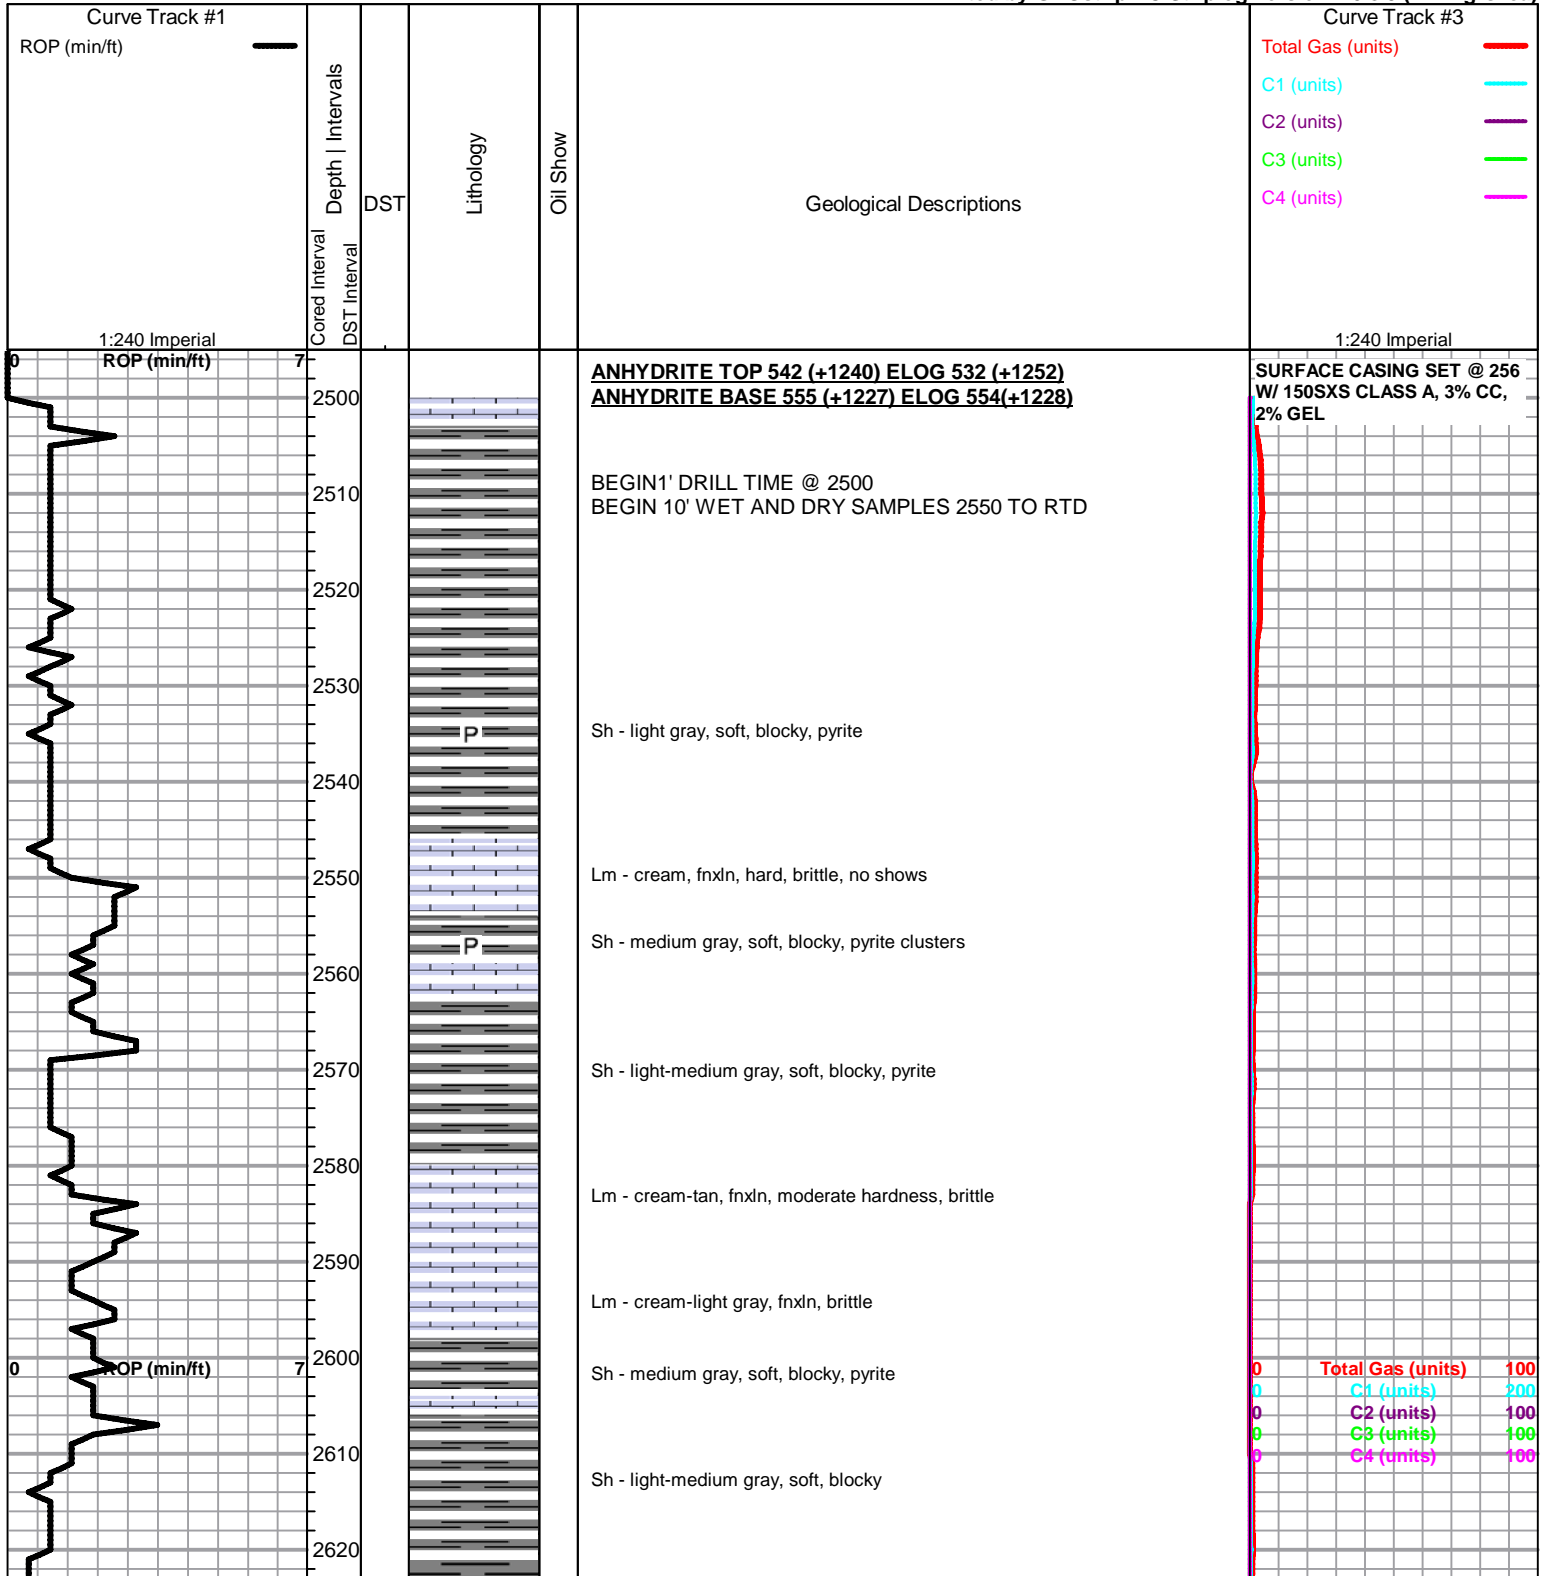 Curve Track #1
ROP (min/ft)
1:240 Imperial
Depth | Intervals
Cored Interval
DST Interval
DST
Lithology
Oil Show
Geological Descriptions
Curve Track #3
Total Gas (units)
C1 (units)
C2 (units)
C3 (units)
C4 (units)
1:240 Imperial
0 ROP (min/ft) 7
ANHYDRITE TOP 542 (+1240) ELOG 532 (+1252)
ANHYDRITE BASE 555 (+1227) ELOG 554(+1228)
SURFACE CASING SET @ 256
W/ 150SXS CLASS A, 3% CC,
2% GEL
2500
BEGIN1' DRILL TIME @ 2500
2510
BEGIN 10' WET AND DRY SAMPLES 2550 TO RTD
2520
2530
P
Sh - light gray, soft, blocky, pyrite
2540
2550
Lm - cream, fnxln, hard, brittle, no shows
P
Sh - medium gray, soft, blocky, pyrite clusters
2560
2570
Sh - light-medium gray, soft, blocky, pyrite
2580
Lm - cream-tan, fnxln, moderate hardness, brittle
2590
Lm - cream-light gray, fnxln, brittle
2600
0 ROP (min/ft) 7
Sh - medium gray, soft, blocky, pyrite
0 Total Gas (units) 100
0 C1 (units) 200
0 C2 (units) 100
0 C3 (units) 100
0 C4 (units) 100
2610
Sh - light-medium gray, soft, blocky
2620